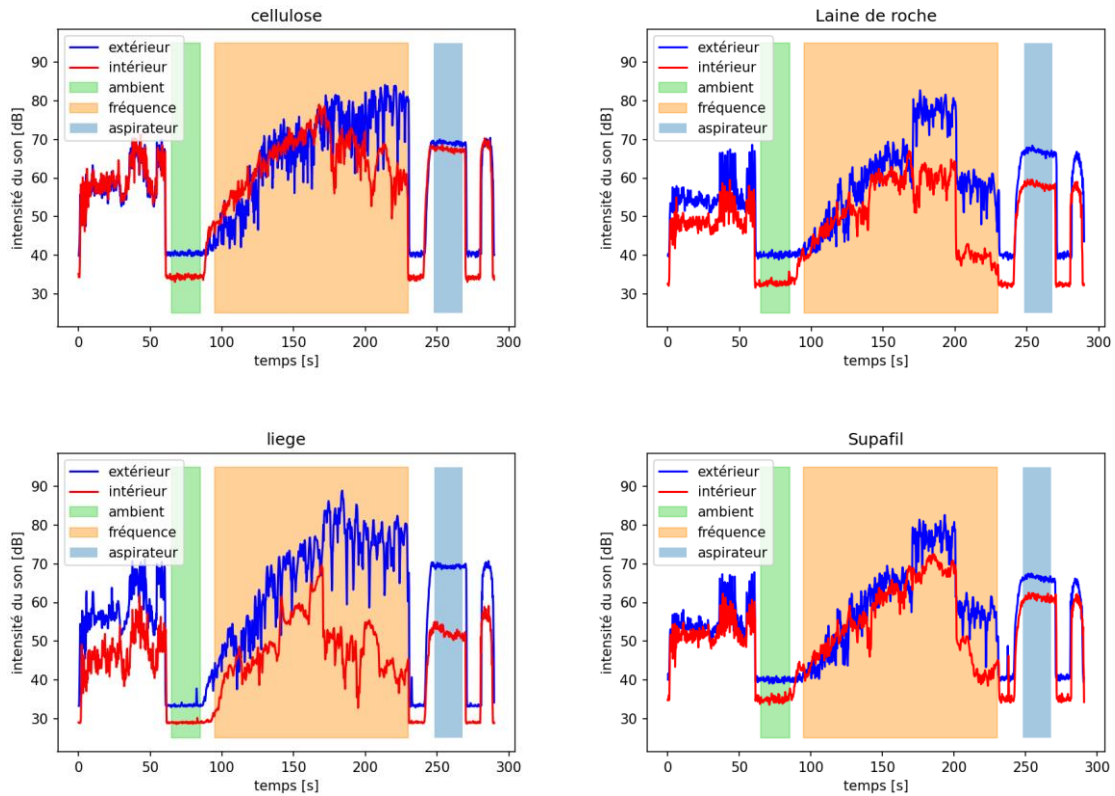 cellulose
extérieur
intérieur
ambient
fréquence
aspirateur
intensité du son [dB]
90
80
70
60
50
40
30
0 50 100 150 200 250 300
temps [s]
Laine de roche
extérieur
intérieur
ambient
fréquence
aspirateur
intensité du son [dB]
90
80
70
60
50
40
30
0 50 100 150 200 250 300
temps [s]
liege
extérieur
intérieur
ambient
fréquence
aspirateur
intensité du son [dB]
90
80
70
60
50
40
30
0 50 100 150 200 250 300
temps [s]
Supafil
extérieur
intérieur
ambient
fréquence
aspirateur
intensité du son [dB]
90
80
70
60
50
40
30
0 50 100 150 200 250 300
temps [s]